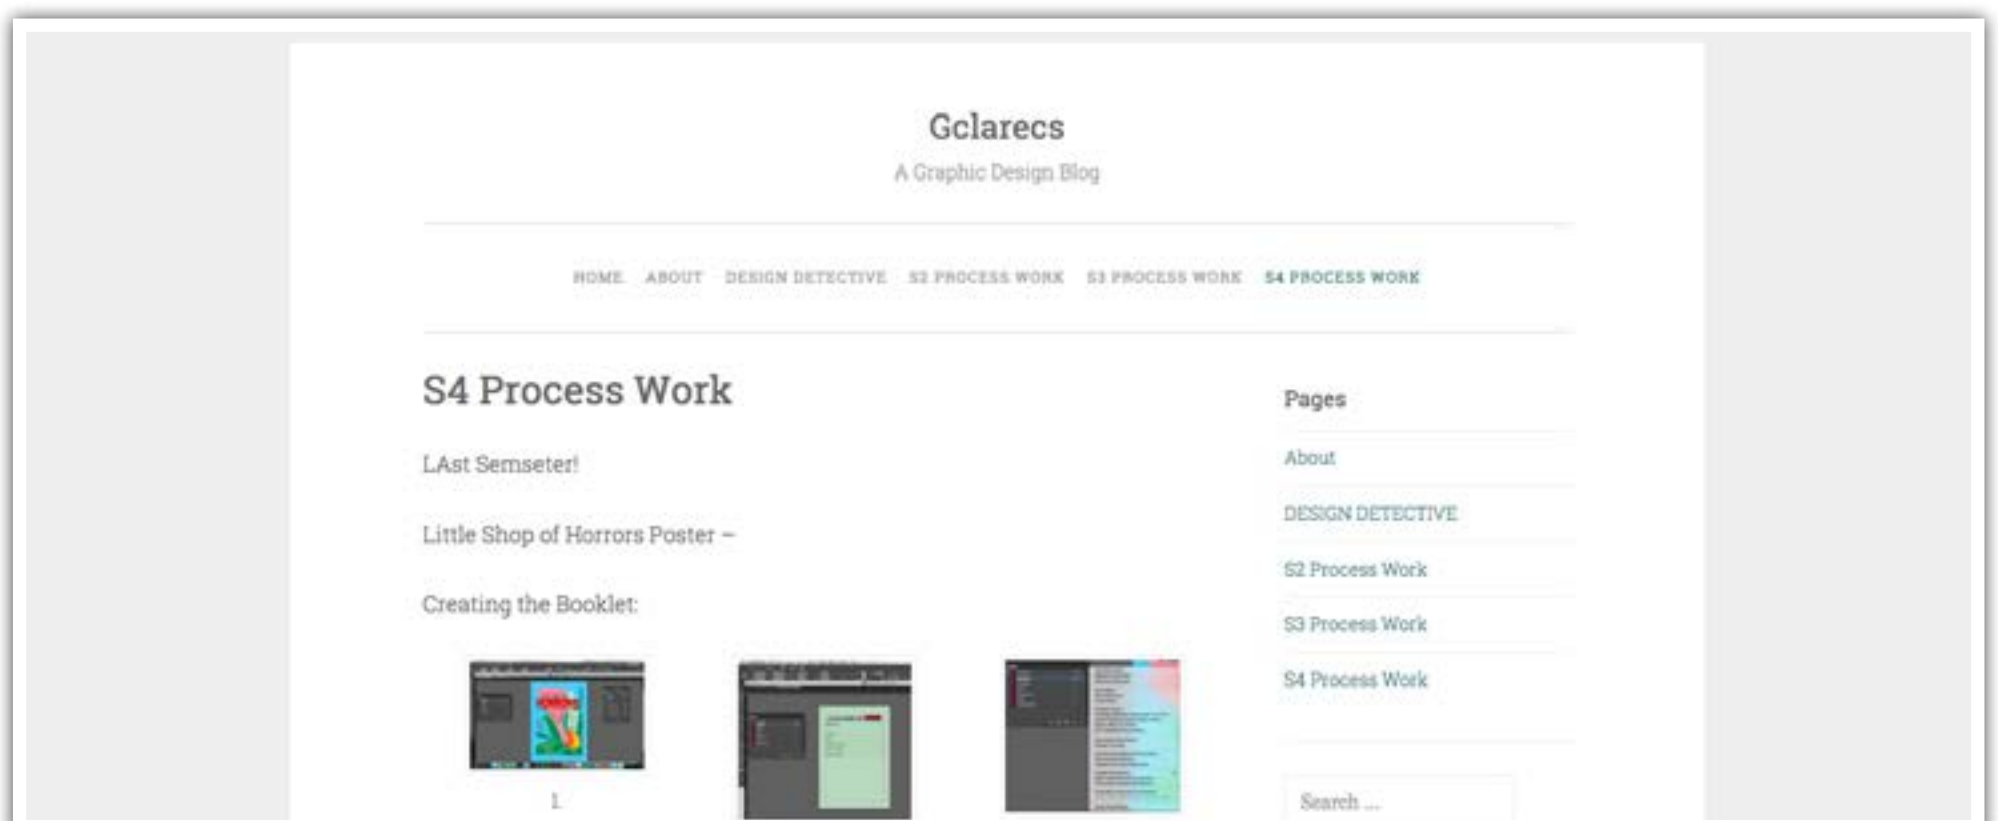 Gclarecs
A Graphic Design Blog
HOME ABOUT DESIGN DETECTIVE S2 PROCESS WORK S3 PROCESS WORK S4 PROCESS WORK
S4 Process Work
LAst Semseter!
Little Shop of Horrors Poster –
Creating the Booklet:
1.
Pages
About
DESIGN DETECTIVE
S2 Process Work
S3 Process Work
S4 Process Work
Search ...